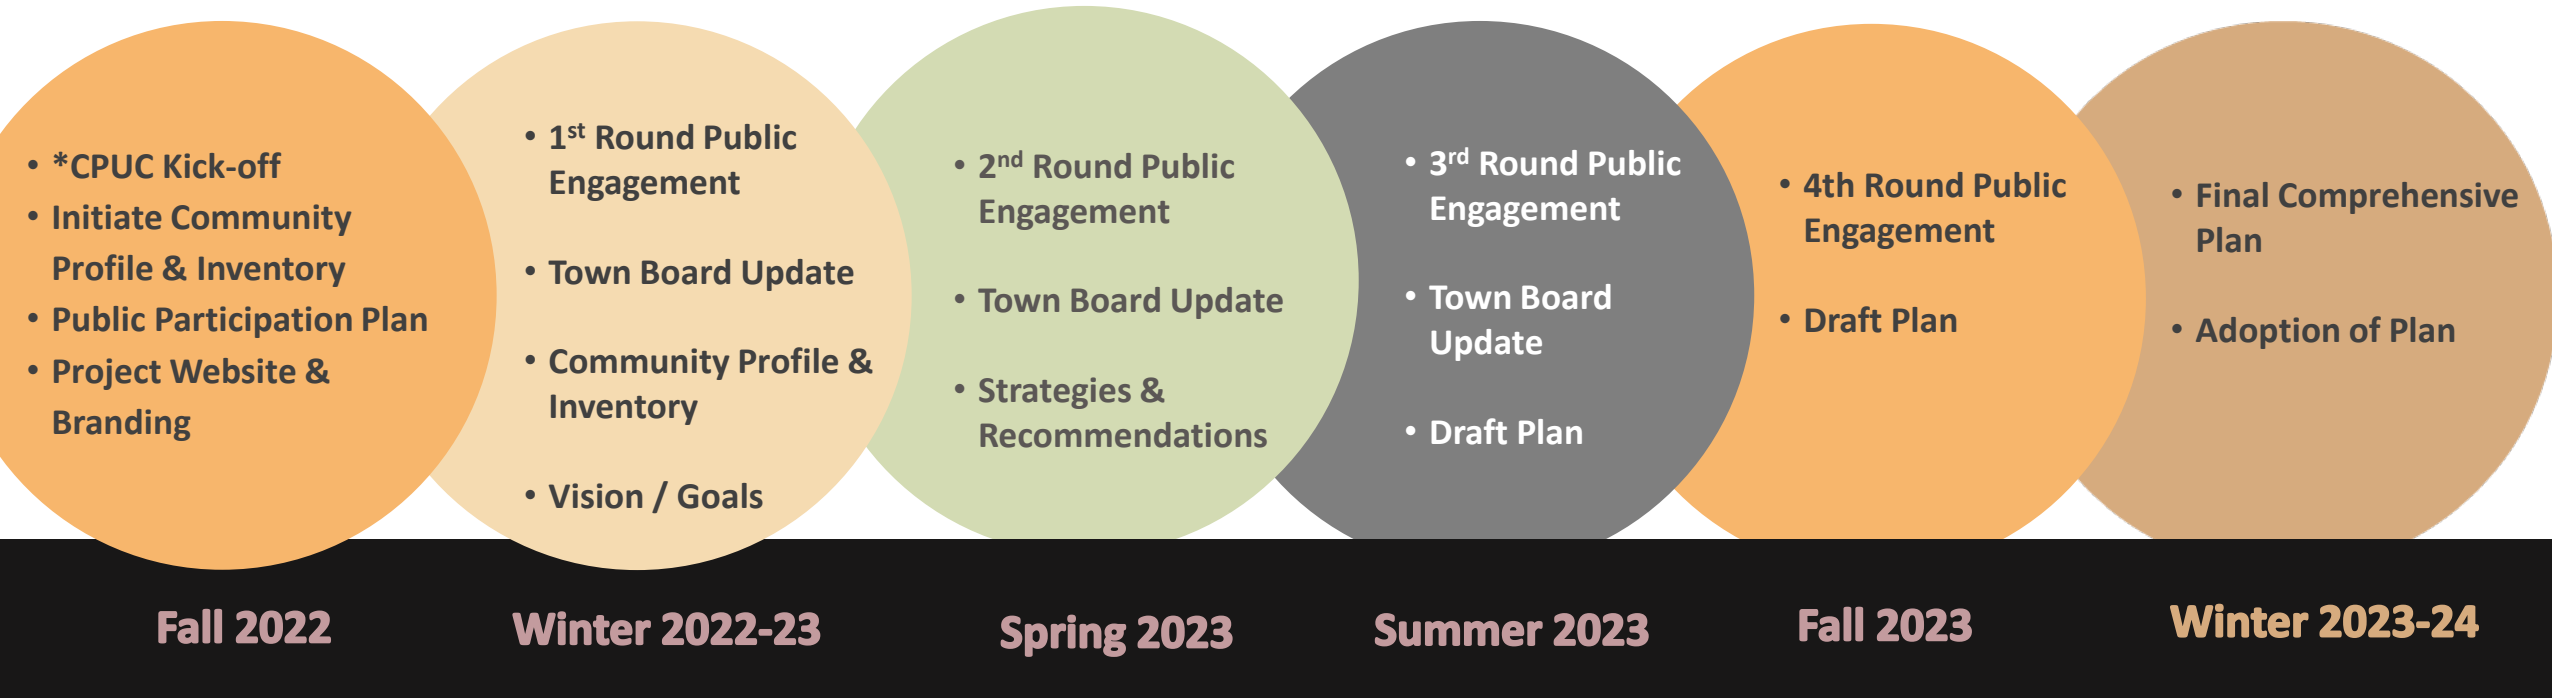 • *CPUC Kick-off
• Initiate Community
Profile & Inventory
• Public Participation Plan
• Project Website &
Branding
• 1st Round Public
Engagement
• Town Board Update
• Community Profile &
Inventory
• Vision / Goals
• 2nd Round Public
Engagement
• Town Board Update
• Strategies &
Recommendations
• 3rd Round Public
Engagement
• Town Board
Update
• Draft Plan
• 4th Round Public
Engagement
• Draft Plan
• Final Comprehensive
Plan
• Adoption of Plan
Fall 2022
Winter 2022-23
Spring 2023
Summer 2023
Fall 2023
Winter 2023-24